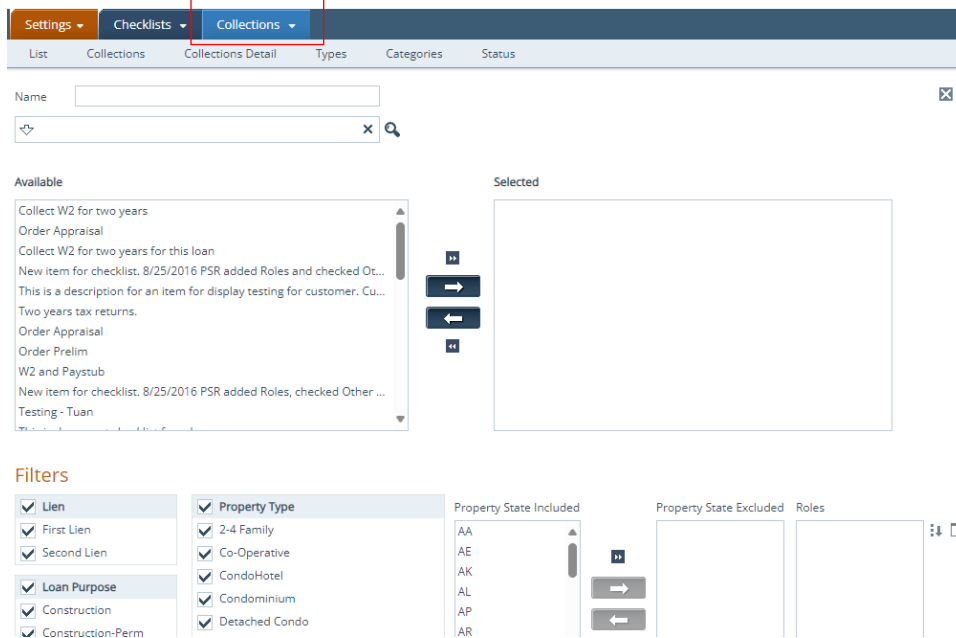 Settings Checklists Collections
List Collections Collections Detail Types Categories Status
Name
Available Selected
Collect W2 for two years
Order Appraisal
Collect W2 for two years for this loan
New item for checklist. 8/25/2016 PSR added Roles and checked Ot...
This is a description for an item for display testing for customer. Cu...
Two years tax returns.
Order Appraisal
Order Prelim
W2 and Paystub
New item for checklist. 8/25/2016 PSR added Roles, checked Other ...
Testing - Tuan
Filters
Lien
First Lien
Second Lien
Loan Purpose
Construction
Construction-Perm
Property Type
2-4 Family
Co-Operative
CondoHotel
Condominium
Detached Condo
Property State Included
AA
AE
AK
AL
AP
AR
Property State Excluded
Roles